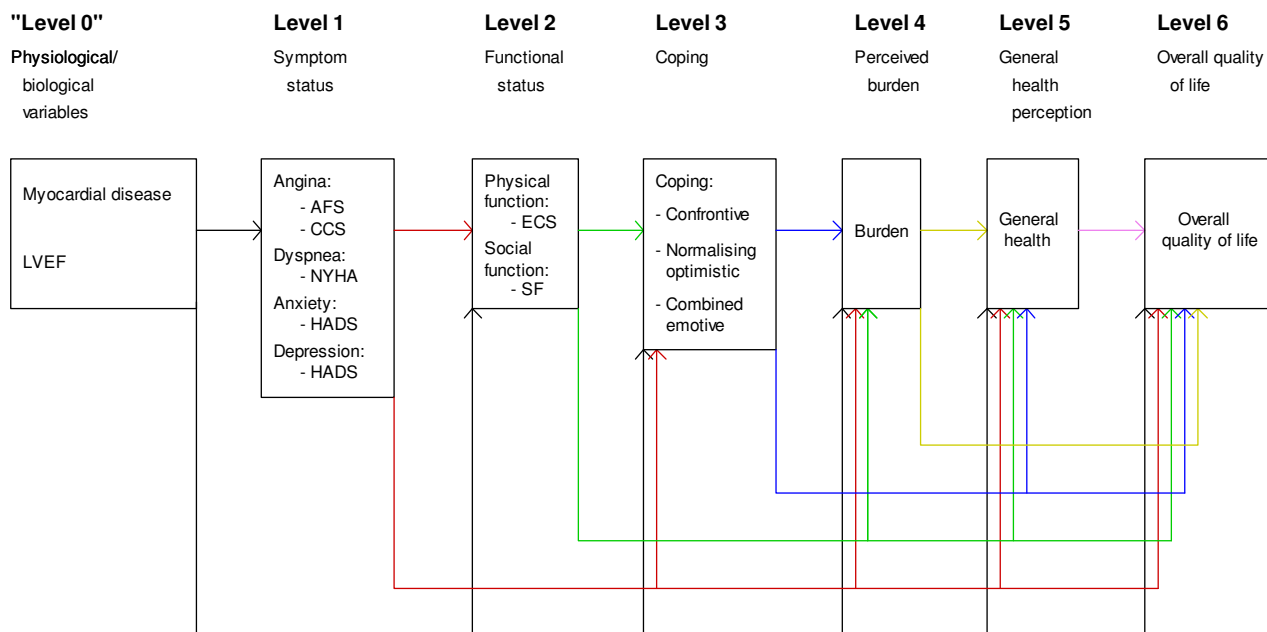 "Level 0"
Physiological/
biological
variables
Level 1
Symptom
status
Level 2
Functional
status
Level 3
Coping
Level 4
Perceived
burden
Level 5
General
health
perception
Level 6
Overall quality
of life
Myocardial disease
LVEF
Angina:
- AFS
- CCS
Dyspnea:
- NYHA
Anxiety:
- HADS
Depression:
- HADS
Physical
function:
- ECS
Social
function:
- SF
Coping:
- Confrontive
- Normalising
optimistic
- Combined
emotive
Burden
General
health
Overall
quality of life